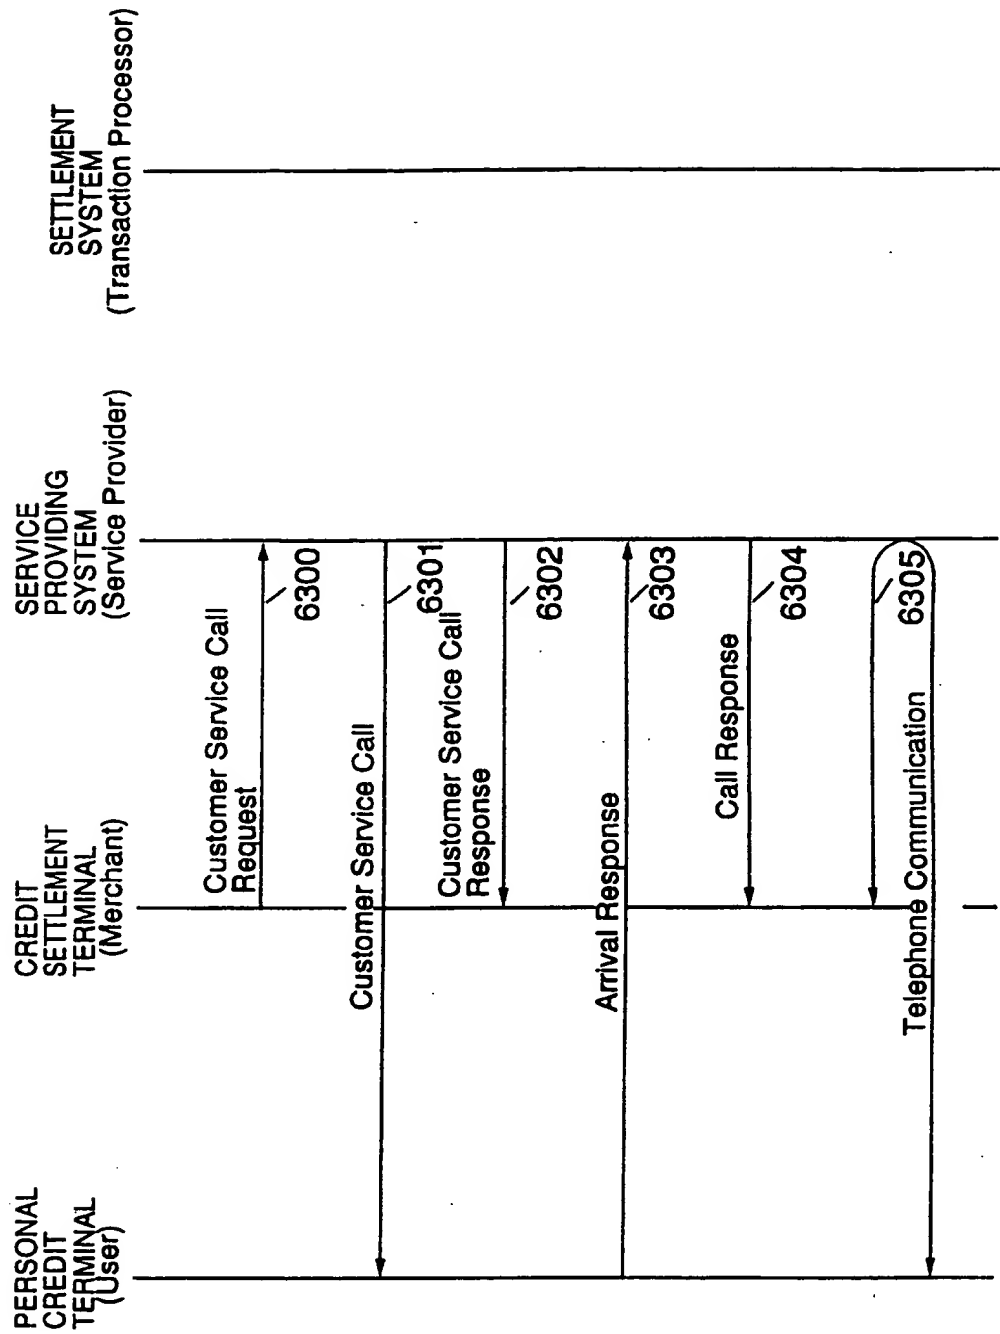 PERSONAL
CREDIT
TERMINAL
(User)
CREDIT
SETTLEMENT
TERMINAL
(Merchant)
SERVICE
PROVIDING
SYSTEM
(Service Provider)
SETTLEMENT
SYSTEM
(Transaction Processor)
Customer Service Call
Request
6300
Customer Service Call
6301
Customer Service Call
Response
6302
Arrival Response
6303
Call Response
6304
6305
Telephone Communication